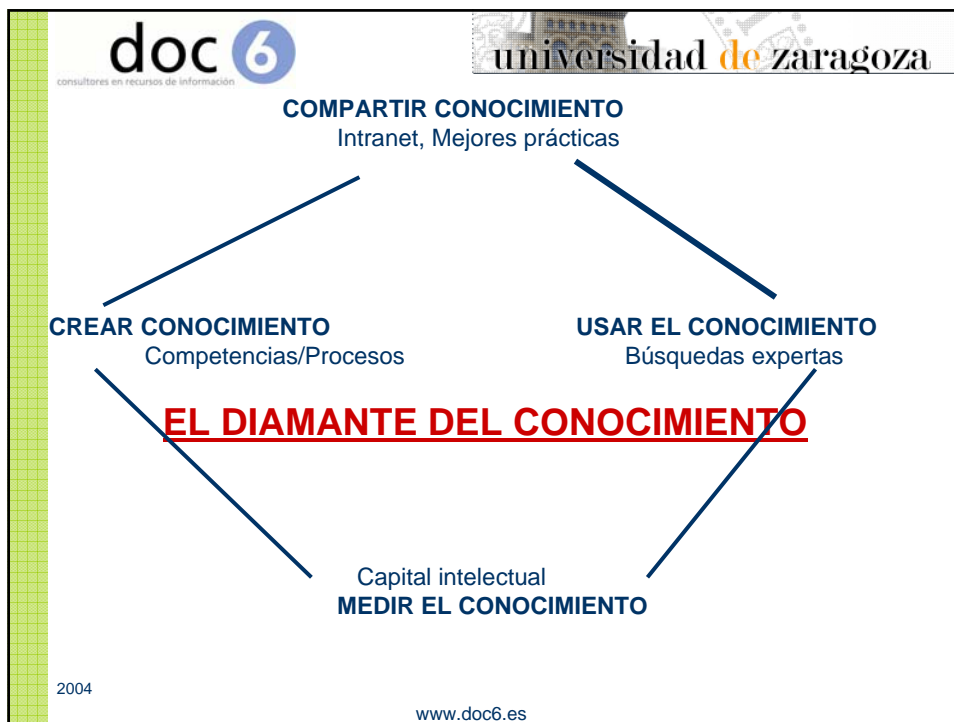 doc 6
consultores en recursos de información
universidad de zaragoza
COMPARTIR CONOCIMIENTO
Intranet, Mejores prácticas
CREAR CONOCIMIENTO
Competencias/Procesos
USAR EL CONOCIMIENTO
Búsquedas expertas
EL DIAMANTE DEL CONOCIMIENTO
Capital intelectual
MEDIR EL CONOCIMIENTO
2004
www.doc6.es